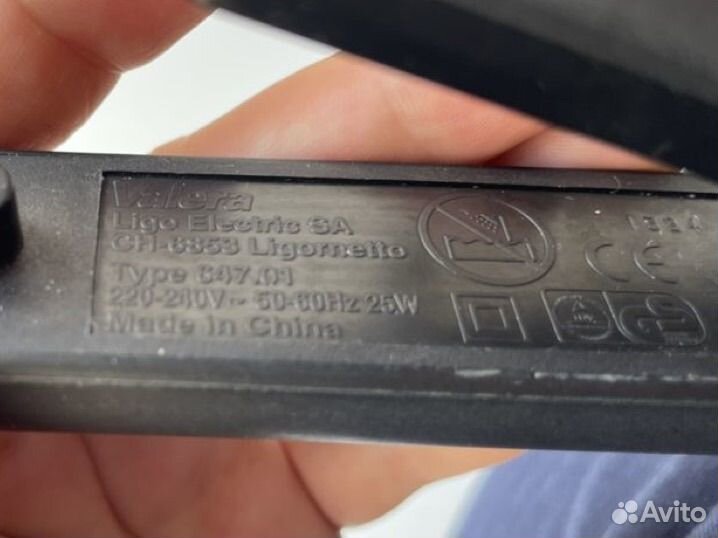 Valera
Ligo Electric SA
CH-6853 Ligornetto
Type 647.01
220-240V~ 50-60Hz 25W
Made in China
CE
GS
Avito